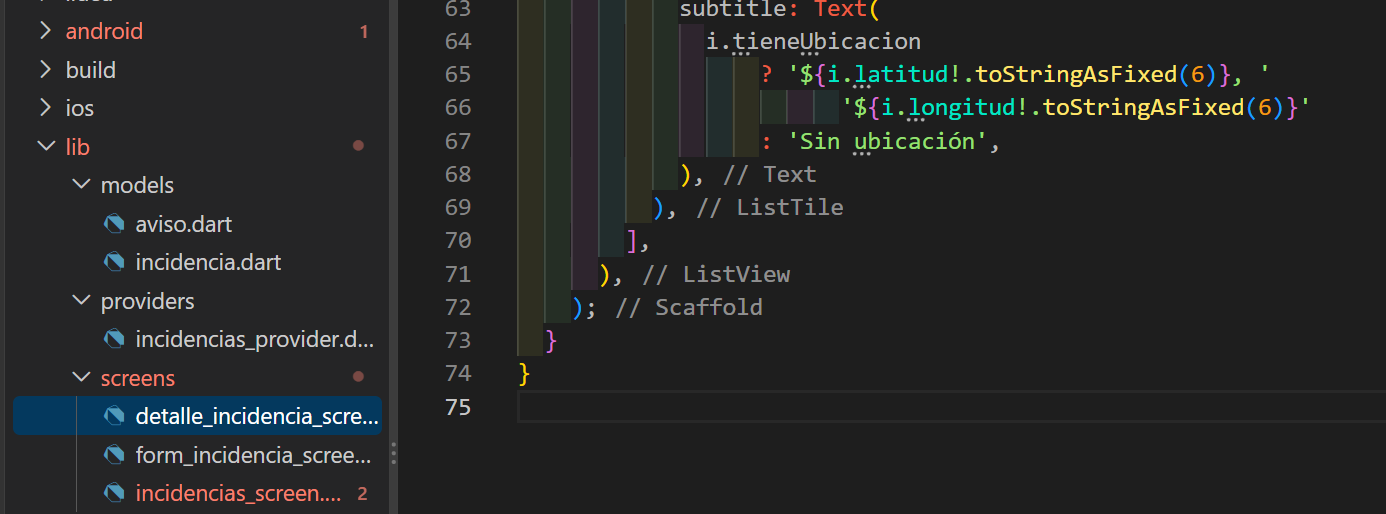 android 1
build
ios
lib
models
aviso.dart
incidencia.dart
providers
incidencias_provider.d...
screens
detalle_incidencia_scre...
form_incidencia_scree...
incidencias_screen.... 2
63 subtitle: Text(
64 i.tieneUbicacion
65 ? '${i.latitud!.toStringAsFixed(6)}, '
66 '${i.longitud!.toStringAsFixed(6)}'
67 : 'Sin ubicación',
68 ), // Text
69 ), // ListTile
70 ],
71 ), // ListView
72 ); // Scaffold
73 }
74 }
75